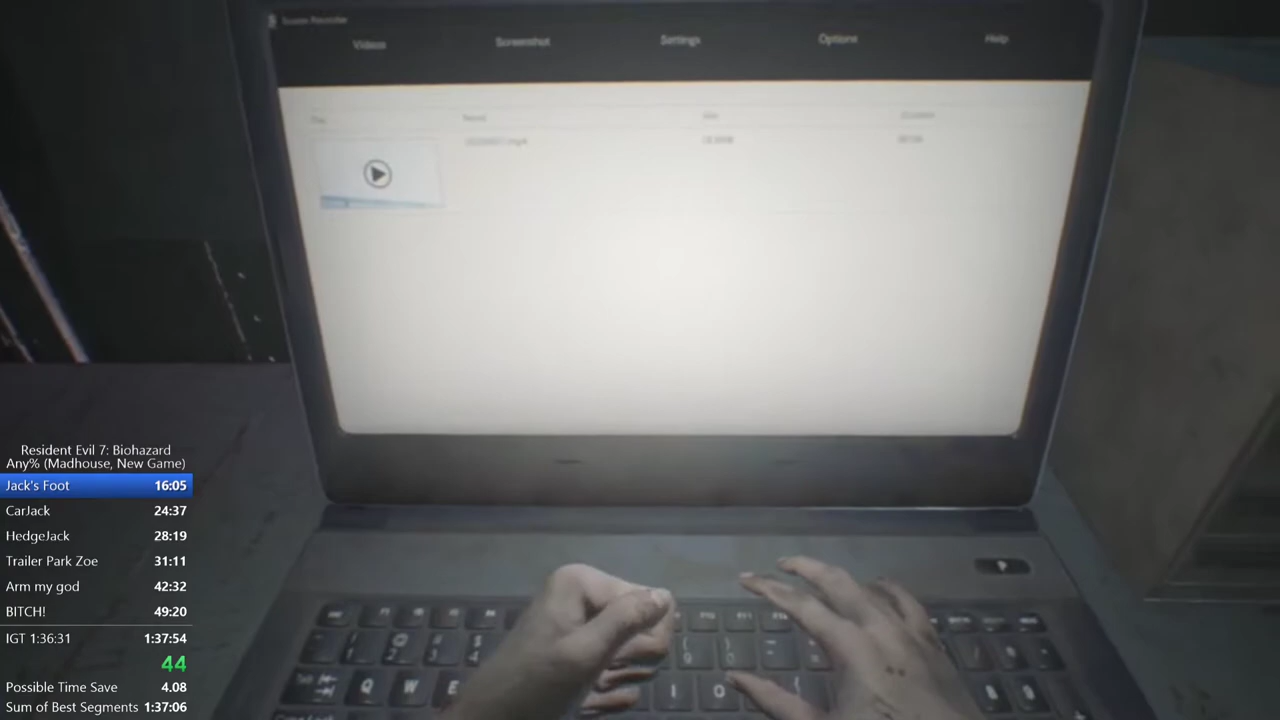 Videos
Screenshot
Settings
Options
Help
Resident Evil 7: Biohazard
Any% (Madhouse, New Game)
Jack's Foot 16:05
CarJack 24:37
HedgeJack 28:19
Trailer Park Zoe 31:11
Arm my god 42:32
BITCH! 49:20
IGT 1:36:31 1:37:54
44
Possible Time Save 4.08
Sum of Best Segments 1:37:06
Q W E